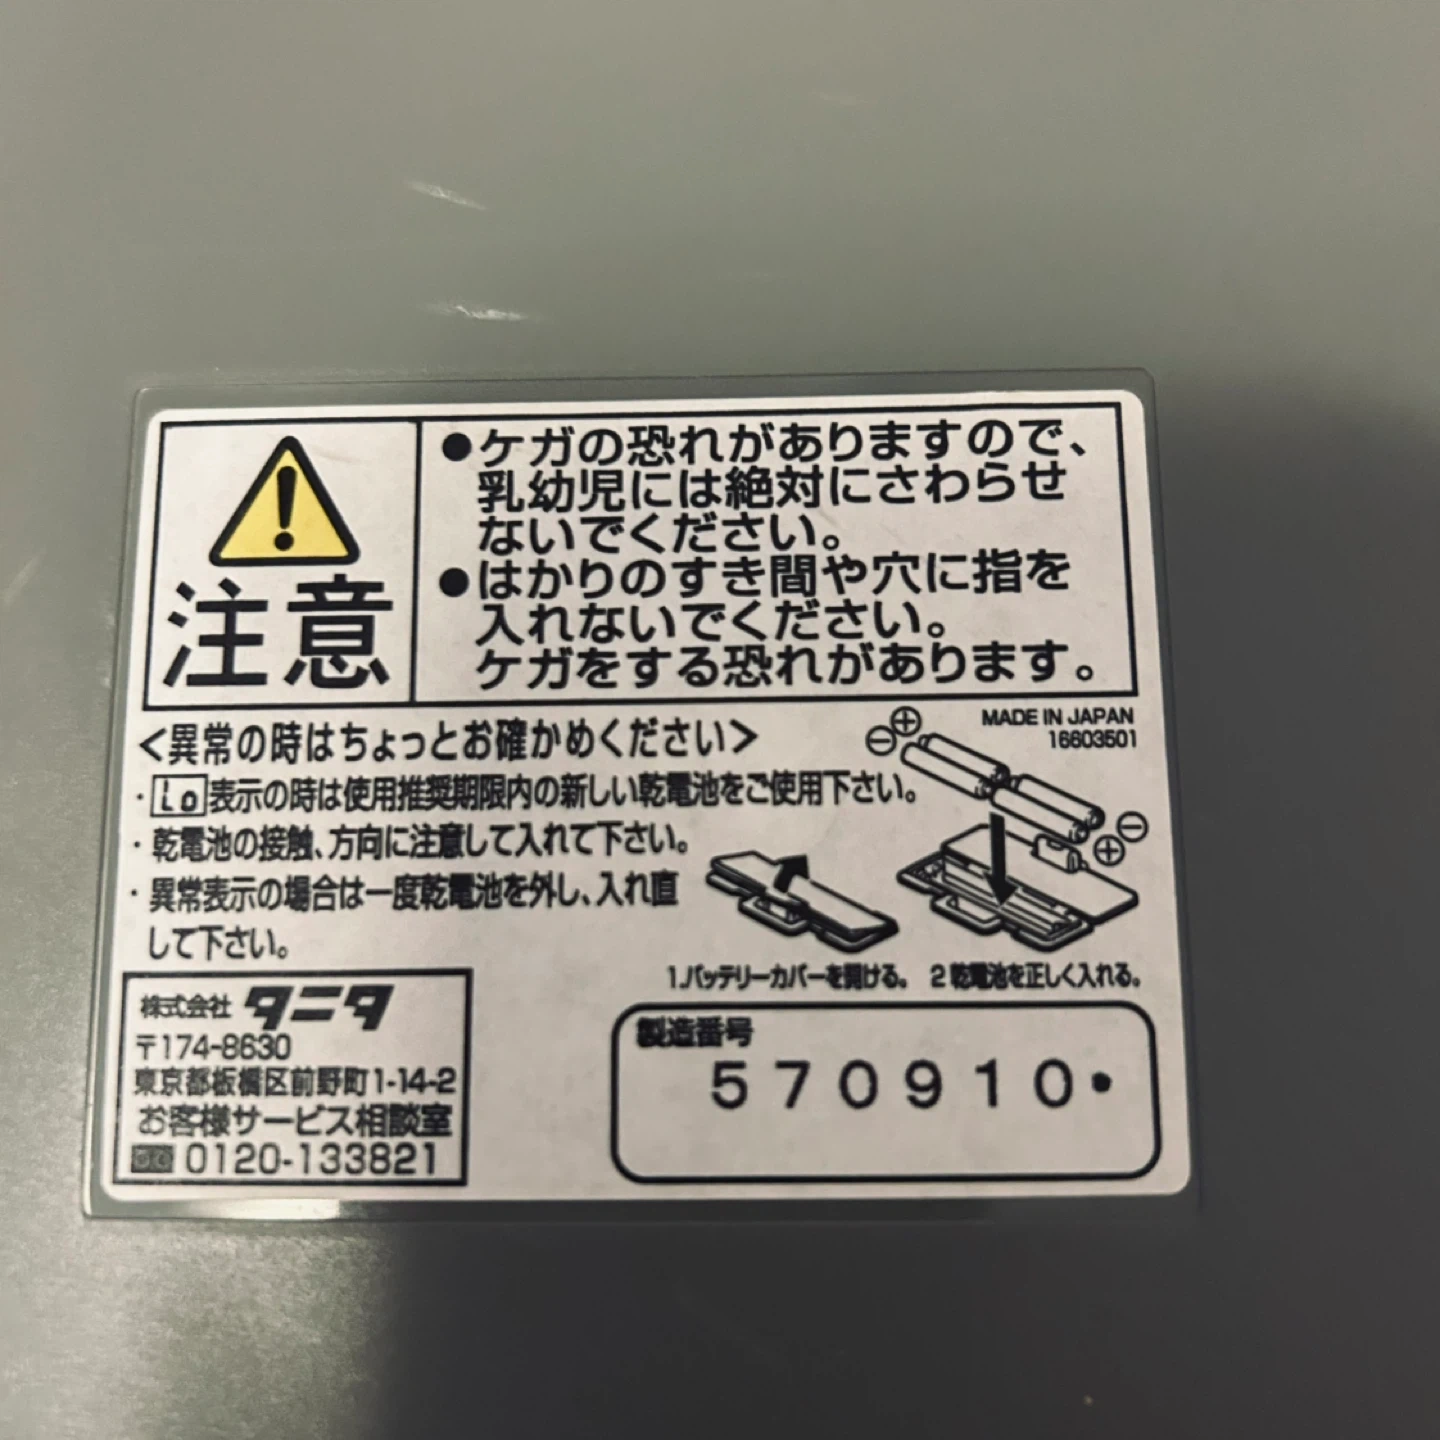 注意
●ケガの恐れがありますので、
乳幼児には絶対にさわらせ
ないでください。
●はかりのすき間や穴に指を
入れないでください。
ケガをする恐れがあります。
<異常の時はちょっとお確かめください>
・Lo表示の時は使用推奨期限内の新しい乾電池をご使用下さい。
・乾電池の接触、方向に注意して入れて下さい。
・異常表示の場合は一度乾電池を外し、入れ直
して下さい。
MADE IN JAPAN
16603501
⊖⊕
⊖
⊕
1.バッテリーカバーを開ける。 2 乾電池を正しく入れる。
株式会社 タニタ
〒174-8630
東京都板橋区前野町1-14-2
お客様サービス相談室
0120-133821
製造番号
570910・